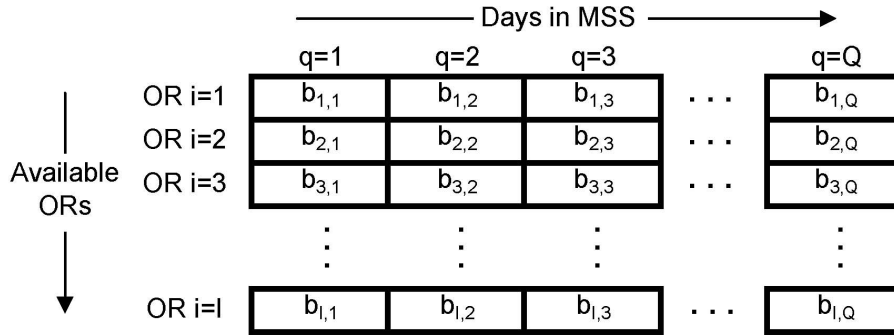 Days in MSS
q=1 q=2 q=3 q=Q
OR i=1 b1,1 b1,2 b1,3 . . . b1,Q
OR i=2 b2,1 b2,2 b2,3 . . . b2,Q
Available ORs
OR i=3 b3,1 b3,2 b3,3 . . . b3,Q
OR i=I bI,1 bI,2 bI,3 . . . bI,Q